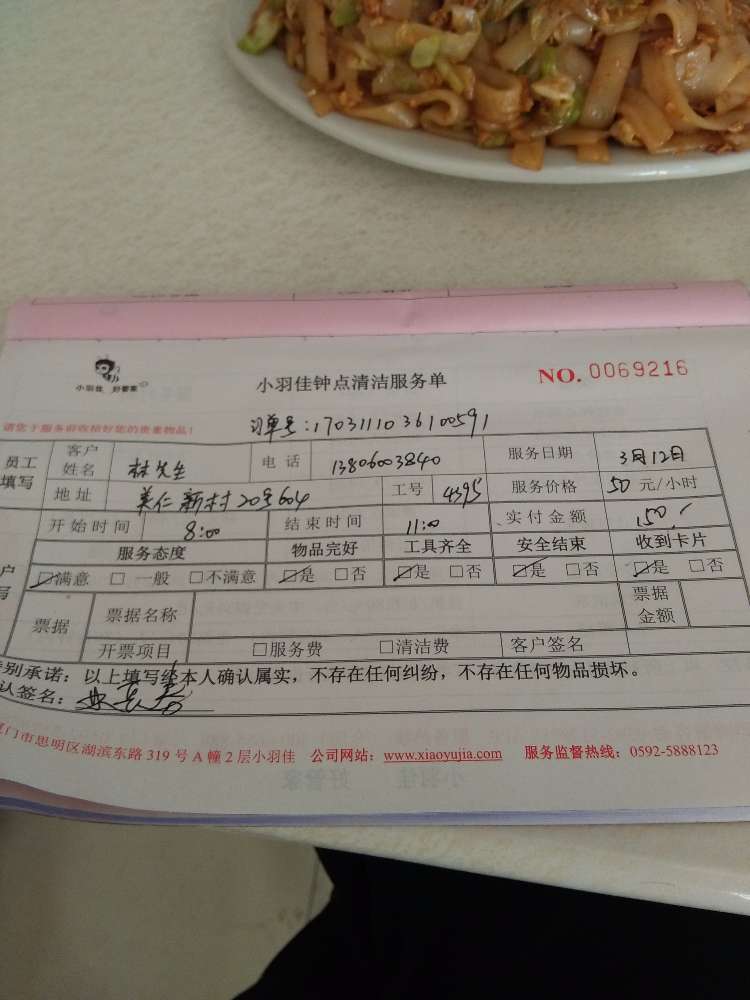 小羽佳 好管家
小羽佳钟点清洁服务单
NO. 0069216
请您于服务前收拾好您的贵重物品!
订单号:1703111036100591
员工填写 客户姓名 林先生 电话 13806003840 服务日期 3月12日
地址 美仁新村20号604 工号 4395 服务价格 50 元/小时
开始时间 8:00 结束时间 11:00 实付金额 150
服务态度 物品完好 工具齐全 安全结束 收到卡片
户 写 ☑满意 □一般 □不满意 ☑是 □否 ☑是 □否 ☑是 □否 ☑是 □否
票据 票据名称 票据金额
开票项目 □服务费 □清洁费 客户签名
别承诺:以上填写经本人确认属实,不存在任何纠纷,不存在任何物品损坏。
认签名:
门市思明区湖滨东路 319 号 A 幢 2 层小羽佳 公司网站:www.xiaoyujia.com 服务监督热线:0592-5888123